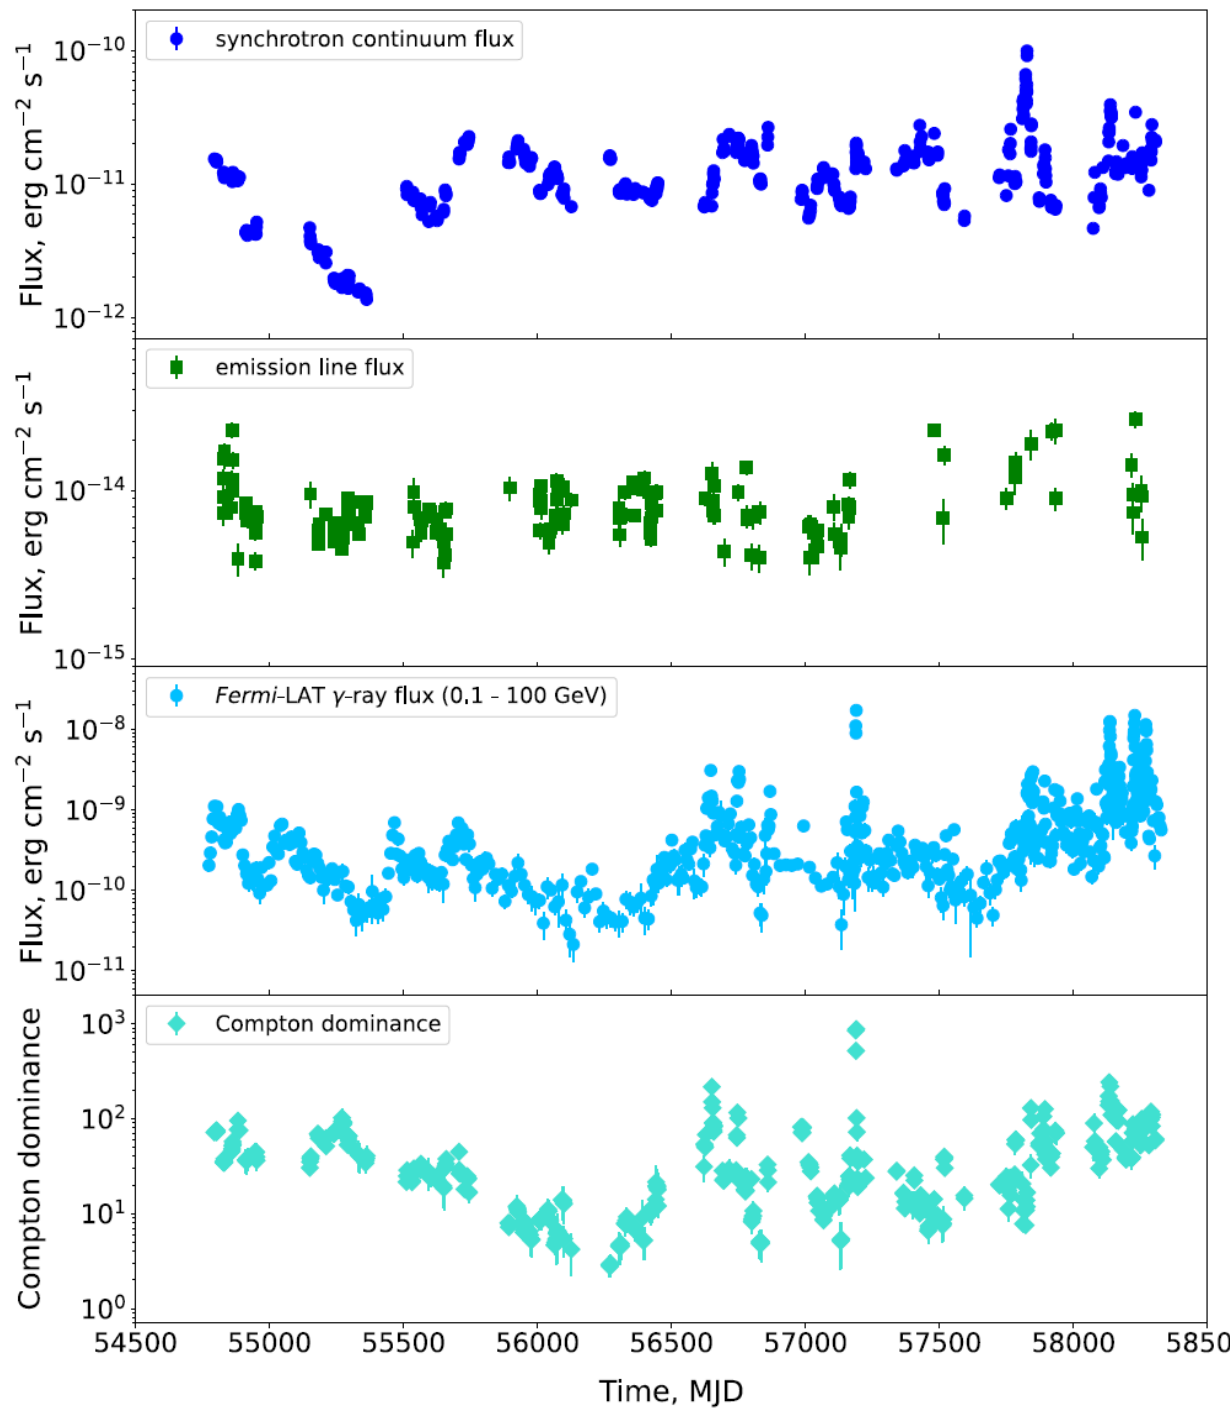 synchrotron continuum flux
Flux, erg cm⁻² s⁻¹
10⁻¹⁰
10⁻¹¹
10⁻¹²
emission line flux
Flux, erg cm⁻² s⁻¹
10⁻¹⁴
10⁻¹⁵
Fermi-LAT γ-ray flux (0.1 - 100 GeV)
Flux, erg cm⁻² s⁻¹
10⁻⁸
10⁻⁹
10⁻¹⁰
10⁻¹¹
Compton dominance
Compton dominance
10³
10²
10¹
10⁰
54500 55000 55500 56000 56500 57000 57500 58000 5850
Time, MJD